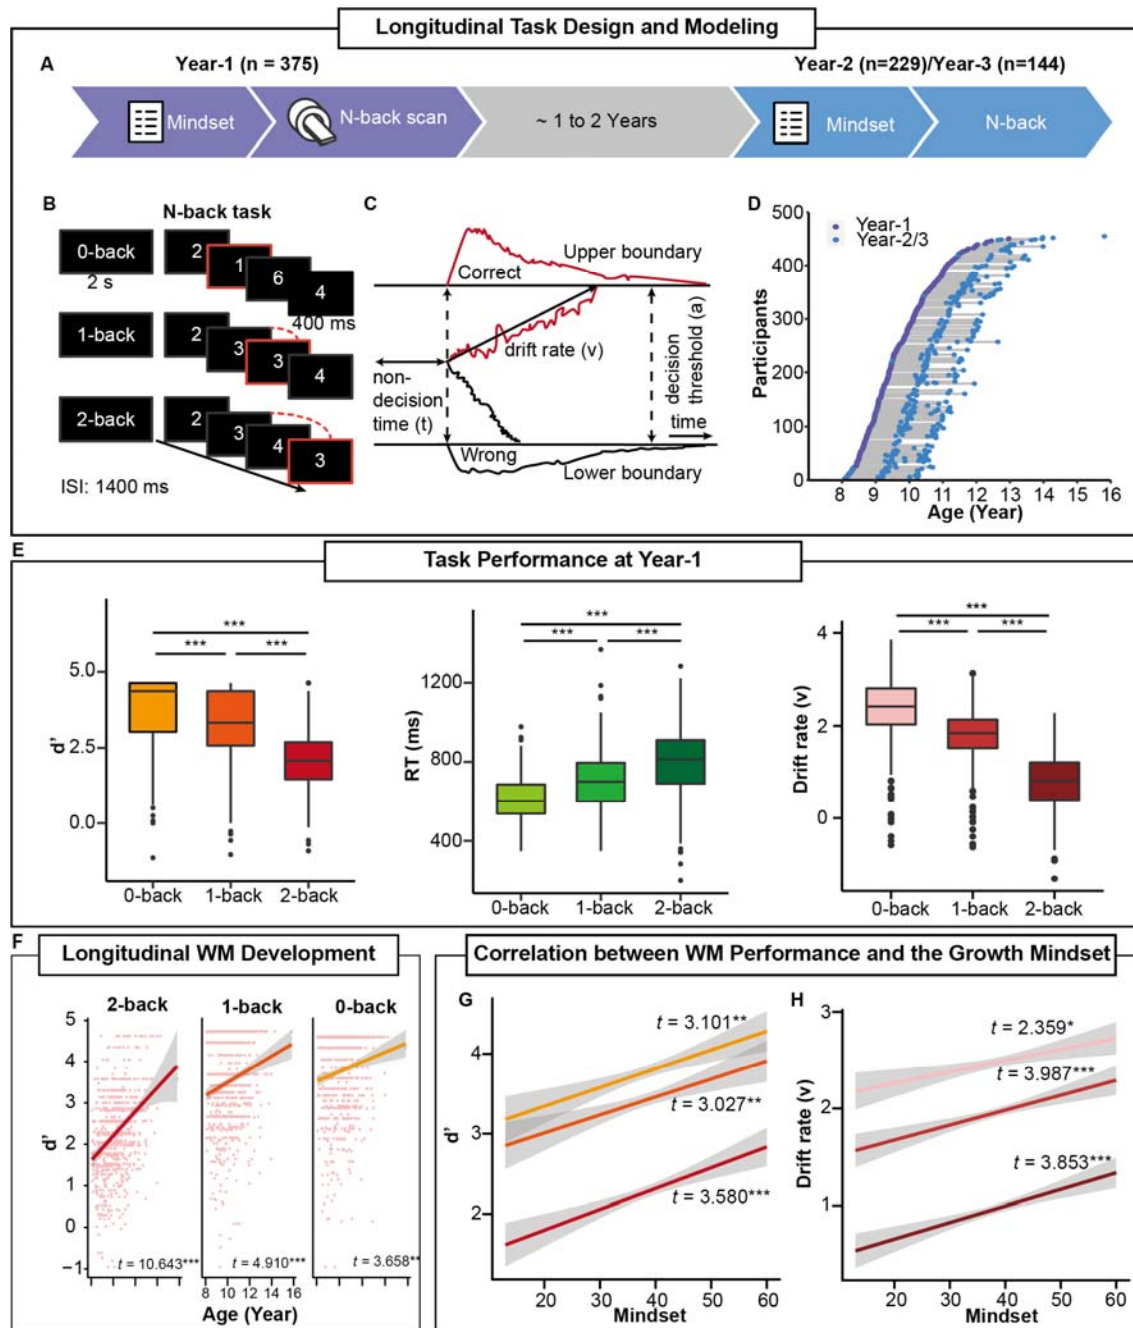 Longitudinal Task Design and Modeling
A
Year-1 (n = 375)
Year-2 (n=229)/Year-3 (n=144)
Mindset
N-back scan
~ 1 to 2 Years
Mindset
N-back
B
N-back task
0-back
2 s
2
1
6
4
400 ms
1-back
2
3
3
4
2-back
2
3
4
3
ISI: 1400 ms
C
Upper boundary
Correct
drift rate (v)
non-
decision
time (t)
decision
threshold (a)
time
Wrong
Lower boundary
D
Year-1
Year-2/3
Participants
500
400
300
200
100
0
8 9 10 11 12 13 14 15 16
Age (Year)
E
Task Performance at Year-1
d'
5.0
2.5
0.0
*** 
*** ***
0-back 1-back 2-back
RT (ms)
1200
800
400
***
*** ***
0-back 1-back 2-back
Drift rate (v)
4
2
0
***
*** ***
0-back 1-back 2-back
F
Longitudinal WM Development
2-back 1-back 0-back
d'
5
4
3
2
1
0
−1
t = 10.643***
t = 4.910***
t = 3.658**
8 10 12 14 16
Age (Year)
Correlation between WM Performance and the Growth Mindset
G
d'
4
3
2
t = 3.101**
t = 3.027**
t = 3.580***
20 30 40 50 60
Mindset
H
Drift rate (v)
3
2
1
t = 2.359*
t = 3.987***
t = 3.853***
20 30 40 50 60
Mindset